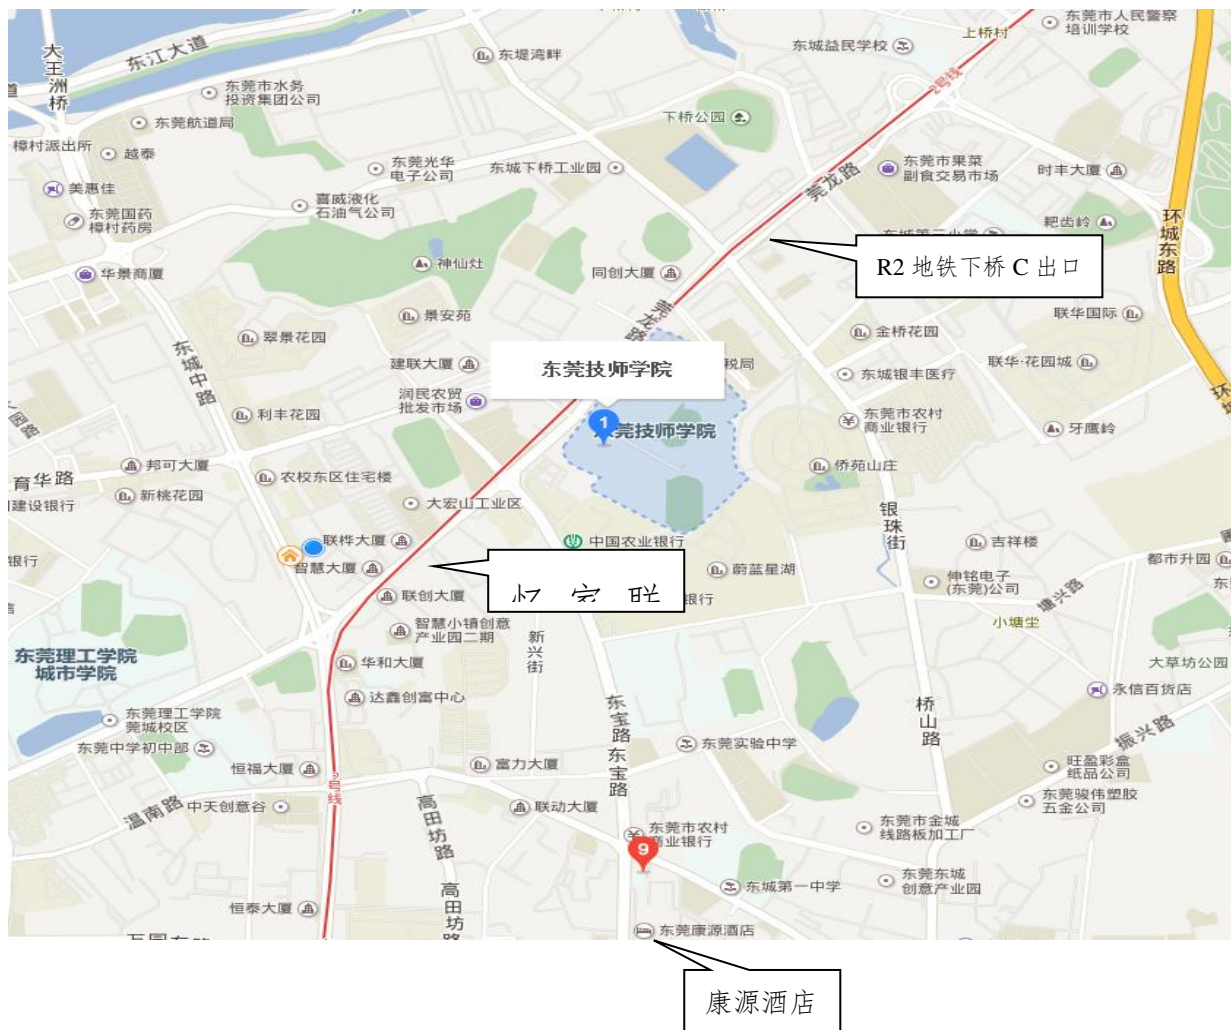 东莞市人民警察
培训学校
上桥村
东城益民学校
东堤湾畔
东江大道
大王洲桥
东莞市水务
投资集团公司
2号线
下桥公园
东莞航道局
樟村派出所
越泰
东莞光华
电子公司
东城下桥工业园
莞龙路
东莞市果菜
副食交易市场
时丰大厦
美惠佳
喜威液化
石油气公司
东莞国药
樟村药房
耙齿岭
环城东路
东城第三小学
R2 地铁下桥 C 出口
华景商厦
神仙灶
同创大厦
莞龙路
景安苑
联华国际
翠景花园
金桥花园
东城中路
建联大厦
东莞技师学院
税局
联华·花园城
东城银丰医疗
润民农贸
批发市场
利丰花园
1
东莞技师学院
东莞市农村
商业银行
牙鹰岭
环城
邦可大厦
育华路
农校东区住宅楼
侨苑山庄
新桃花园
建设银行
大宏山工业区
银珠街
联桦大厦
中国农业银行
吉祥楼
银行
智慧大厦
蔚蓝星湖
都市升园
伸铭电子
(东莞)公司
塘兴路
联创大厦
银行
智慧小镇创意
产业园二期
新兴街
小塘坣
东莞理工学院
城市学院
华和大厦
大草坊公园
达鑫创富中心
永信百货店
东莞理工学院
莞城校区
东宝路
桥山路
振兴路
东莞中学初中部
东莞实验中学
东宝路
恒福大厦
富力大厦
旺盈彩盒
纸品公司
2号线
温南路
中天创意谷
高田坊路
联动大厦
东莞骏伟塑胶
五金公司
东莞市农村
商业银行
东莞市金城
线路板加工厂
9
东城第一中学
东莞东城
创意产业园
高田坊路
恒泰大厦
东莞康源酒店
康源酒店